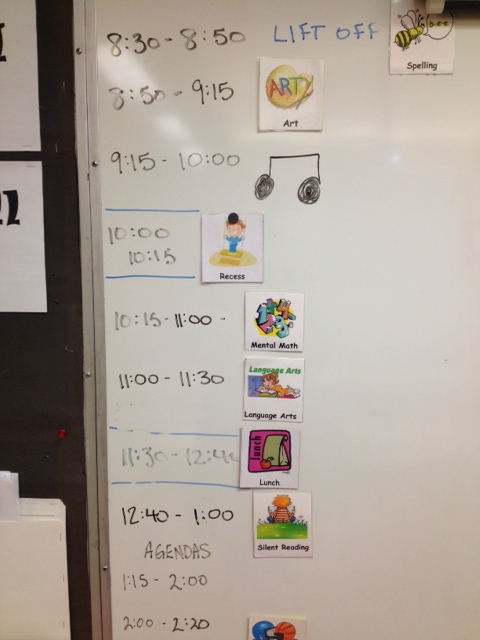 8:30 - 8:50 LIFT OFF
bee
Spelling
8:50 - 9:15
ART
Art
9:15 - 10:00
10:00
10:15
Recess
10:15 - 11:00 -
Mental Math
11:00 - 11:30
Language Arts
Language Arts
11:30 - 12:40
lunch
Lunch
12:40 - 1:00
Silent Reading
AGENDAS
1:15 - 2:00
2:00 - 2:20